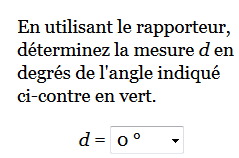 En utilisant le rapporteur,
déterminez la mesure d en
degrés de l'angle indiqué
ci-contre en vert.
d = 0 °